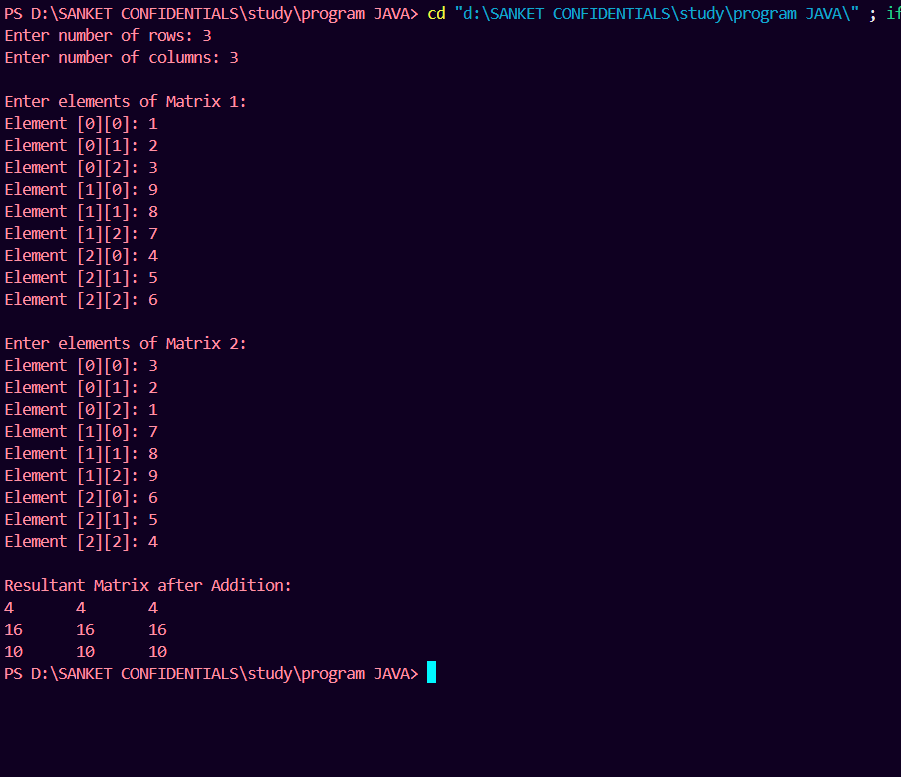 PS D:\SANKET CONFIDENTIALS\study\program JAVA> cd "d:\SANKET CONFIDENTIALS\study\program JAVA\" ; if
Enter number of rows: 3
Enter number of columns: 3
Enter elements of Matrix 1:
Element [0][0]: 1
Element [0][1]: 2
Element [0][2]: 3
Element [1][0]: 9
Element [1][1]: 8
Element [1][2]: 7
Element [2][0]: 4
Element [2][1]: 5
Element [2][2]: 6
Enter elements of Matrix 2:
Element [0][0]: 3
Element [0][1]: 2
Element [0][2]: 1
Element [1][0]: 7
Element [1][1]: 8
Element [1][2]: 9
Element [2][0]: 6
Element [2][1]: 5
Element [2][2]: 4
Resultant Matrix after Addition:
4 4 4
16 16 16
10 10 10
PS D:\SANKET CONFIDENTIALS\study\program JAVA>